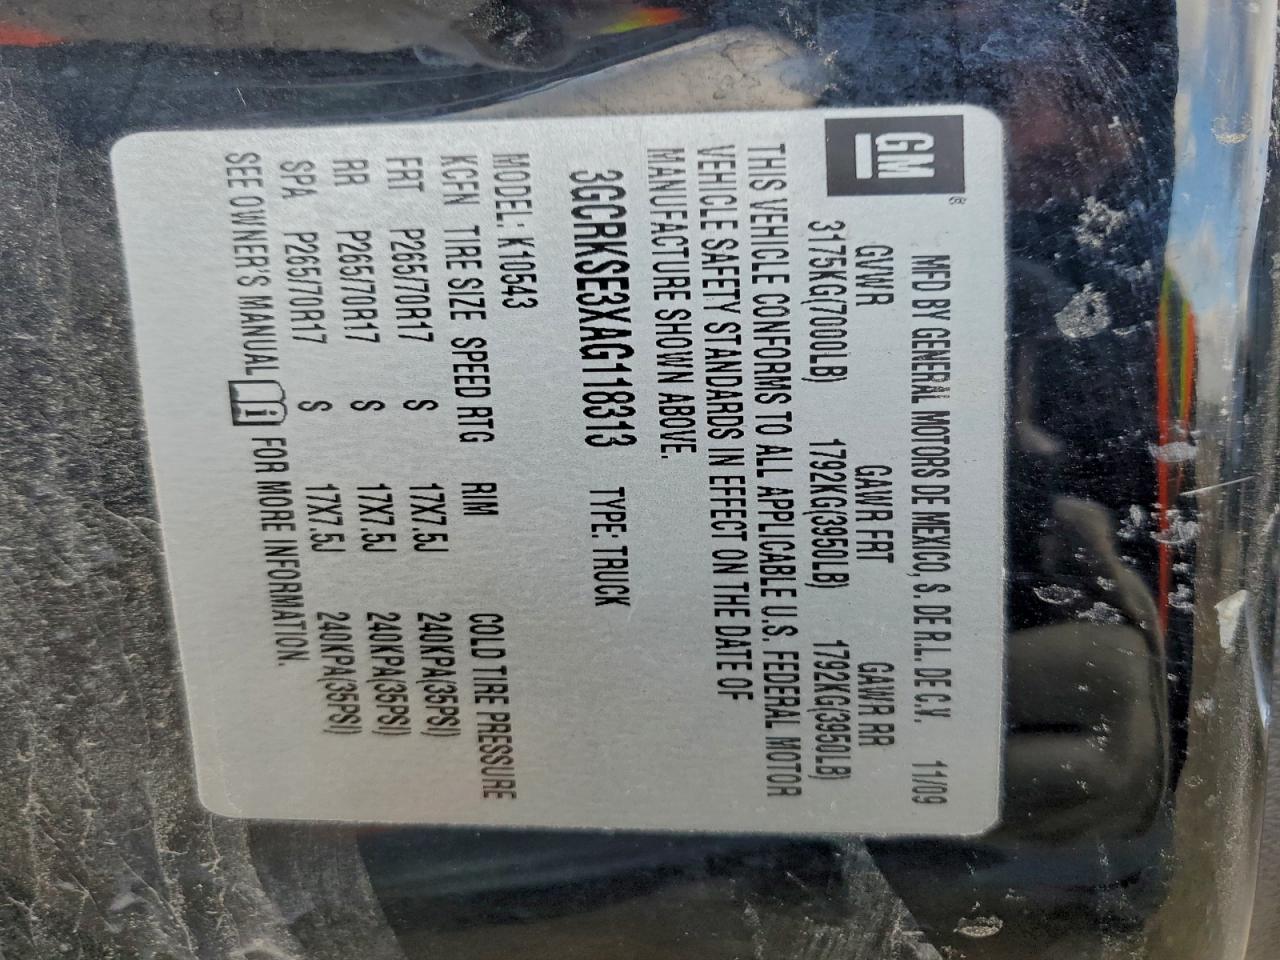 GM®
MFD BY GENERAL MOTORS DE MEXICO, S. DE R.L. DE C.V. 11/09
GVWR GAWR FRT GAWR RR
3175KG(7000LB) 1792KG(3950LB) 1792KG(3950LB)
THIS VEHICLE CONFORMS TO ALL APPLICABLE U.S. FEDERAL MOTOR
VEHICLE SAFETY STANDARDS IN EFFECT ON THE DATE OF
MANUFACTURE SHOWN ABOVE.
3GCRKSE3XAG118313 TYPE: TRUCK
MODEL: K10543
KCFN TIRE SIZE SPEED RTG RIM COLD TIRE PRESSURE
FRT P265/70R17 S 17X7.5J 240KPA(35PSI)
RR P265/70R17 S 17X7.5J 240KPA(35PSI)
SPA P265/70R17 S 17X7.5J 240KPA(35PSI)
SEE OWNER'S MANUAL i FOR MORE INFORMATION.